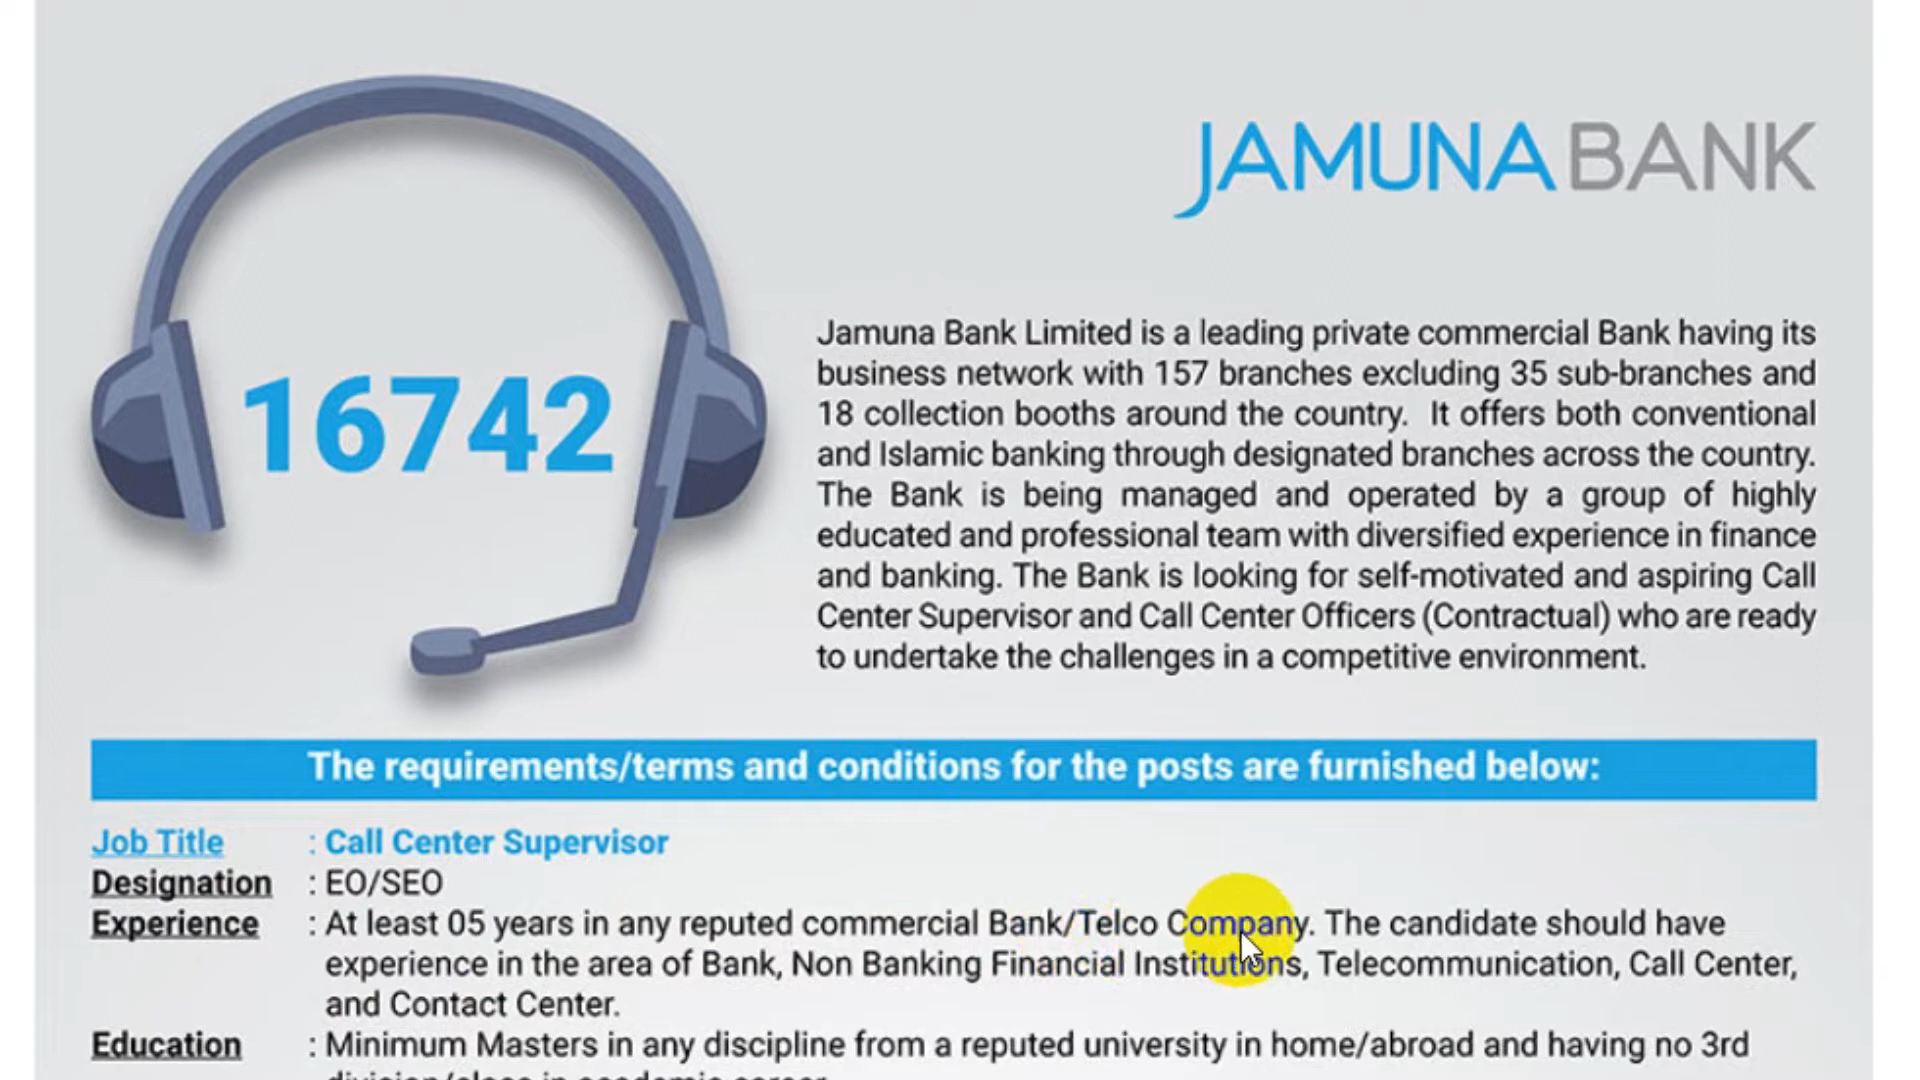 JAMUNA BANK
16742
Jamuna Bank Limited is a leading private commercial Bank having its
business network with 157 branches excluding 35 sub-branches and
18 collection booths around the country. It offers both conventional
and Islamic banking through designated branches across the country.
The Bank is being managed and operated by a group of highly
educated and professional team with diversified experience in finance
and banking. The Bank is looking for self-motivated and aspiring Call
Center Supervisor and Call Center Officers (Contractual) who are ready
to undertake the challenges in a competitive environment.
The requirements/terms and conditions for the posts are furnished below:
Job Title : Call Center Supervisor
Designation : EO/SEO
Experience : At least 05 years in any reputed commercial Bank/Telco Company. The candidate should have
experience in the area of Bank, Non Banking Financial Institutions, Telecommunication, Call Center,
and Contact Center.
Education : Minimum Masters in any discipline from a reputed university in home/abroad and having no 3rd
division/class in academic career